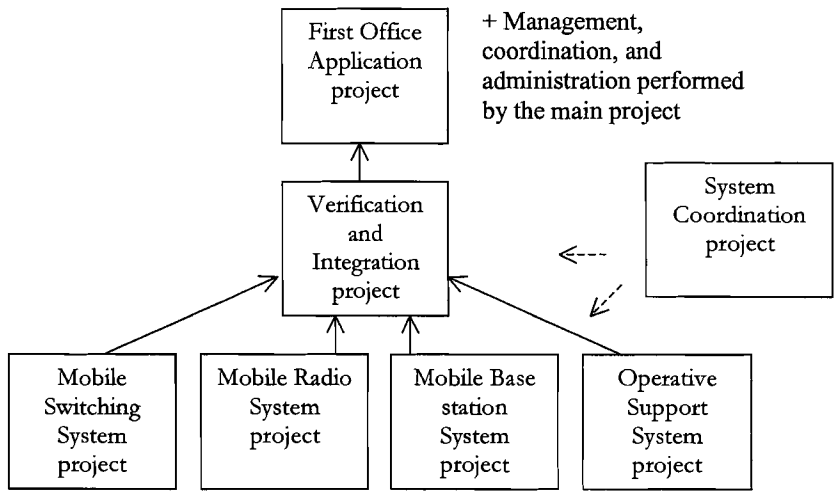 First Office
Application
project
+ Management,
coordination, and
administration performed
by the main project
Verification
and
Integration
project
System
Coordination
project
Mobile
Switching
System
project
Mobile Radio
System
project
Mobile Base
station
System
project
Operative
Support
System
project